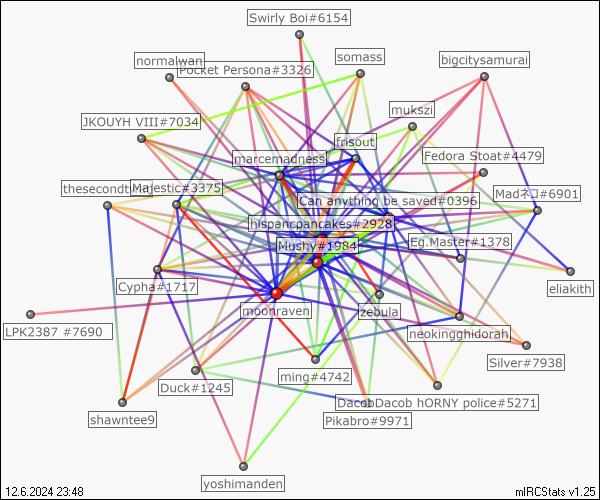 Swirly Boi#6154
normalwan
somass
bigcitysamurai
Pocket Persona#3326
mukszi
JKOUYH VIII#7034
frisout
marcemadness
Fedora Stoat#4479
Majestic#3375
Madネコ#6901
Can anything be saved#0396
hispancpancakes#2928
Mushy#1984
Eg.Master#1378
Cypha#1717
eliakith
moonraven
zebula
LPK2387 #7690
neokingghidorah
Silver#7938
ming#4742
Duck#1245
DacobDacob hORNY police#5271
shawntee9
Pikabro#9971
yoshimanden
12.6.2024 23:48
mIRCStats v1.25